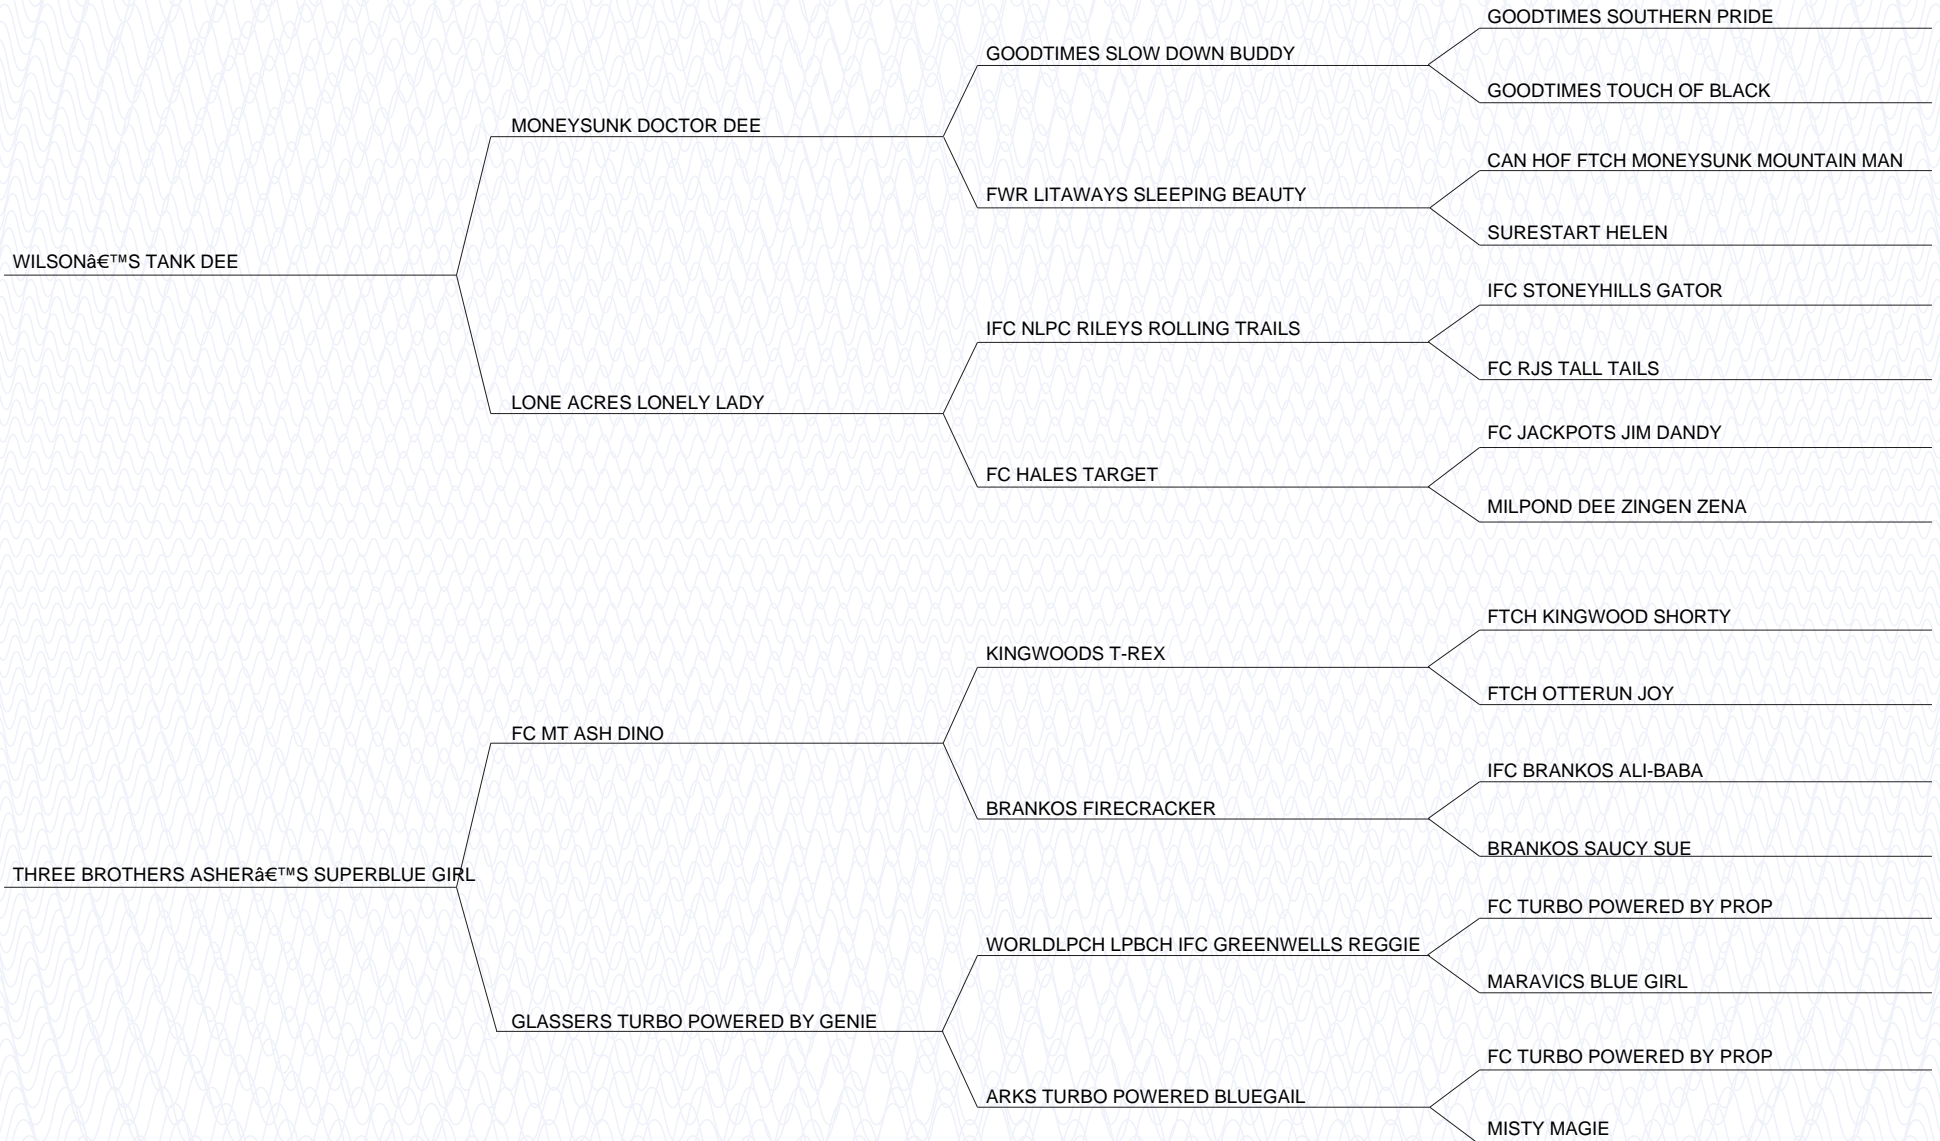 GOODTIMES SOUTHERN PRIDE
GOODTIMES SLOW DOWN BUDDY
GOODTIMES TOUCH OF BLACK
MONEYSUNK DOCTOR DEE
CAN HOF FTCH MONEYSUNK MOUNTAIN MAN
FWR LITAWAYS SLEEPING BEAUTY
SURESTART HELEN
WILSON’S TANK DEE
IFC STONEYHILLS GATOR
IFC NLPC RILEYS ROLLING TRAILS
FC RJS TALL TAILS
LONE ACRES LONELY LADY
FC JACKPOTS JIM DANDY
FC HALES TARGET
MILPOND DEE ZINGEN ZENA
FTCH KINGWOOD SHORTY
KINGWOODS T-REX
FTCH OTTERUN JOY
FC MT ASH DINO
IFC BRANKOS ALI-BABA
BRANKOS FIRECRACKER
BRANKOS SAUCY SUE
THREE BROTHERS ASHER’S SUPERBLUE GIRL
FC TURBO POWERED BY PROP
WORLDLPCH LPBCH IFC GREENWELLS REGGIE
MARAVICS BLUE GIRL
GLASSERS TURBO POWERED BY GENIE
FC TURBO POWERED BY PROP
ARKS TURBO POWERED BLUEGAIL
MISTY MAGIE